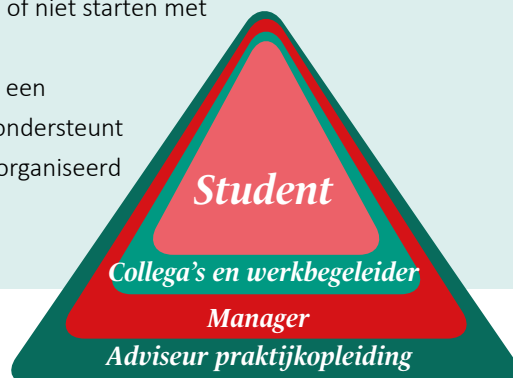 of niet starten met
een
ondersteunt
organiseerd
Student
Collega's en werkbegeleider
Manager
Adviseur praktijkopleiding